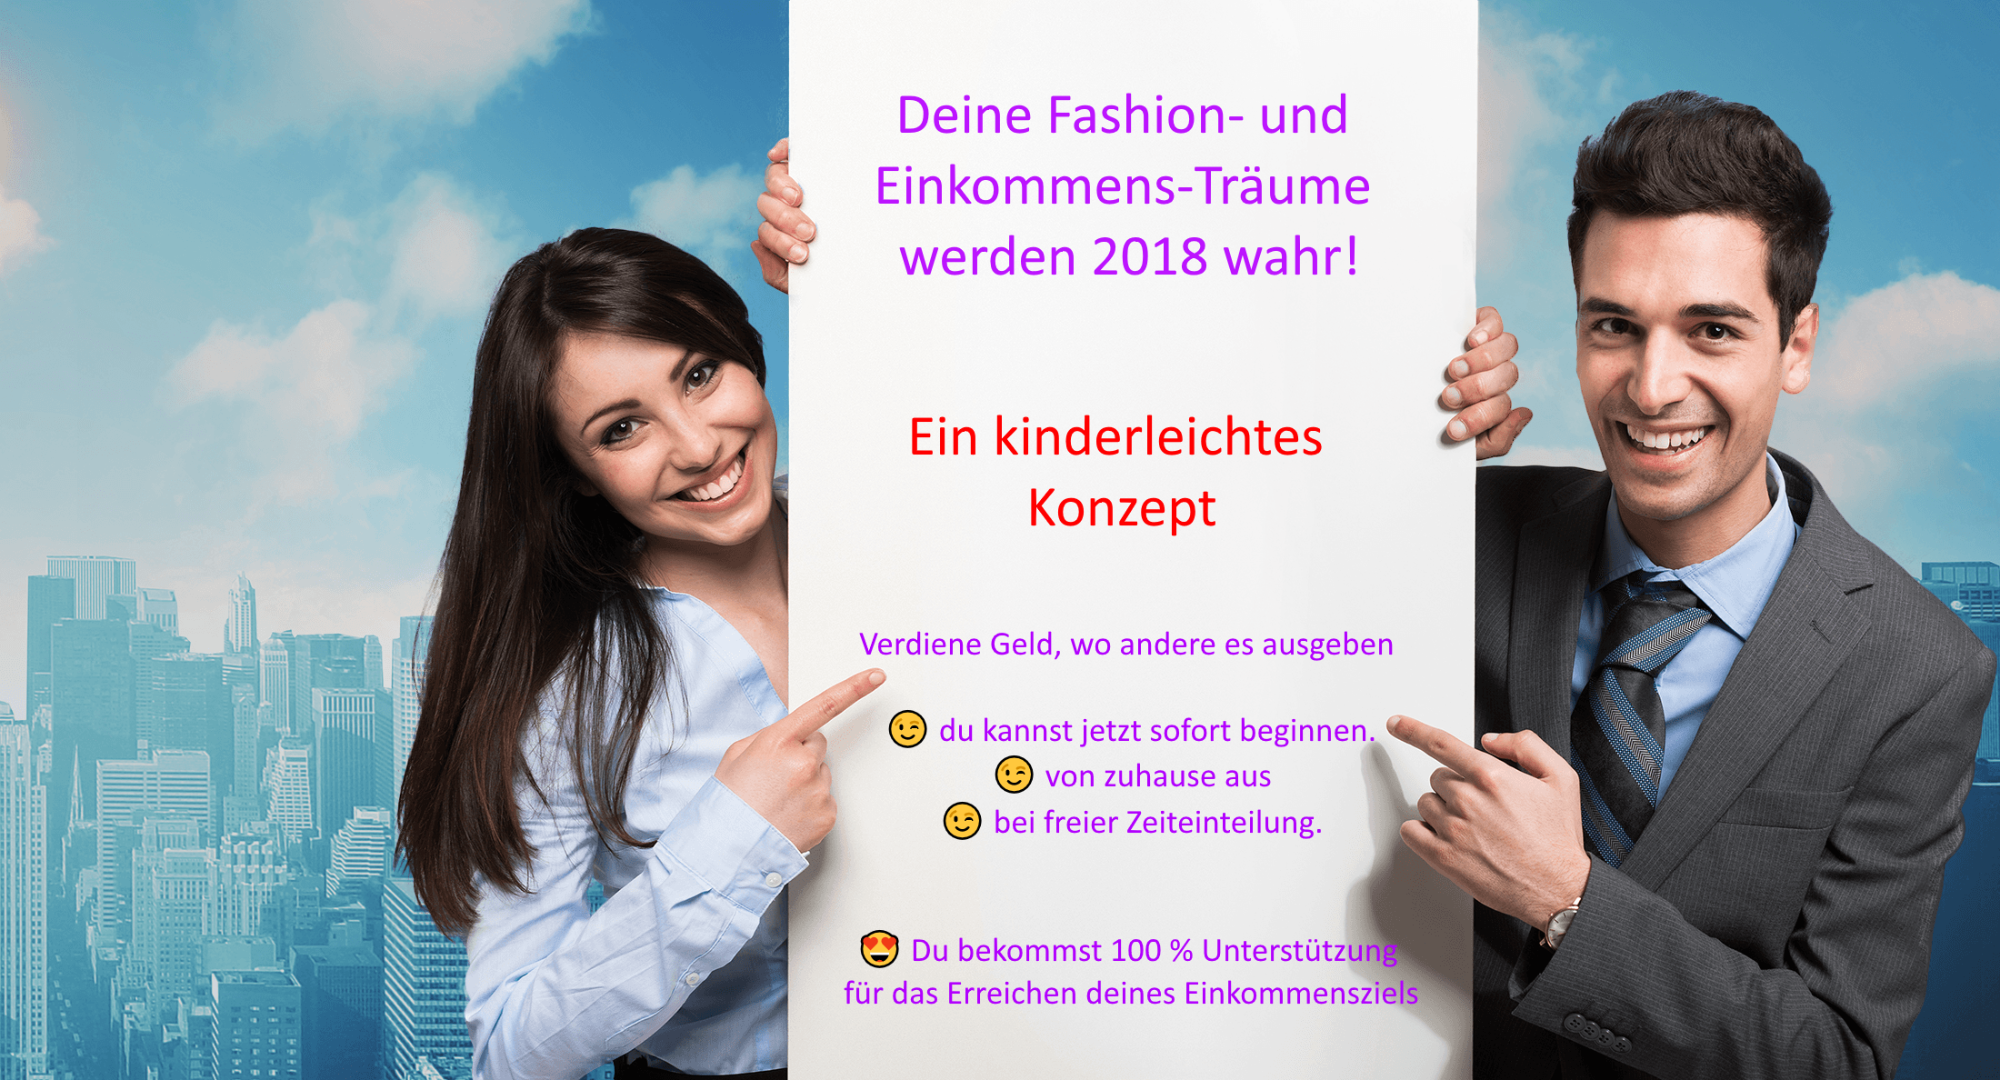 Deine Fashion- und
Einkommens-Träume
werden 2018 wahr!
Ein kinderleichtes
Konzept
Verdiene Geld, wo andere es ausgeben
😉 du kannst jetzt sofort beginnen.
😉 von zuhause aus
😉 bei freier Zeiteinteilung.
😍 Du bekommst 100 % Unterstützung
für das Erreichen deines Einkommensziels